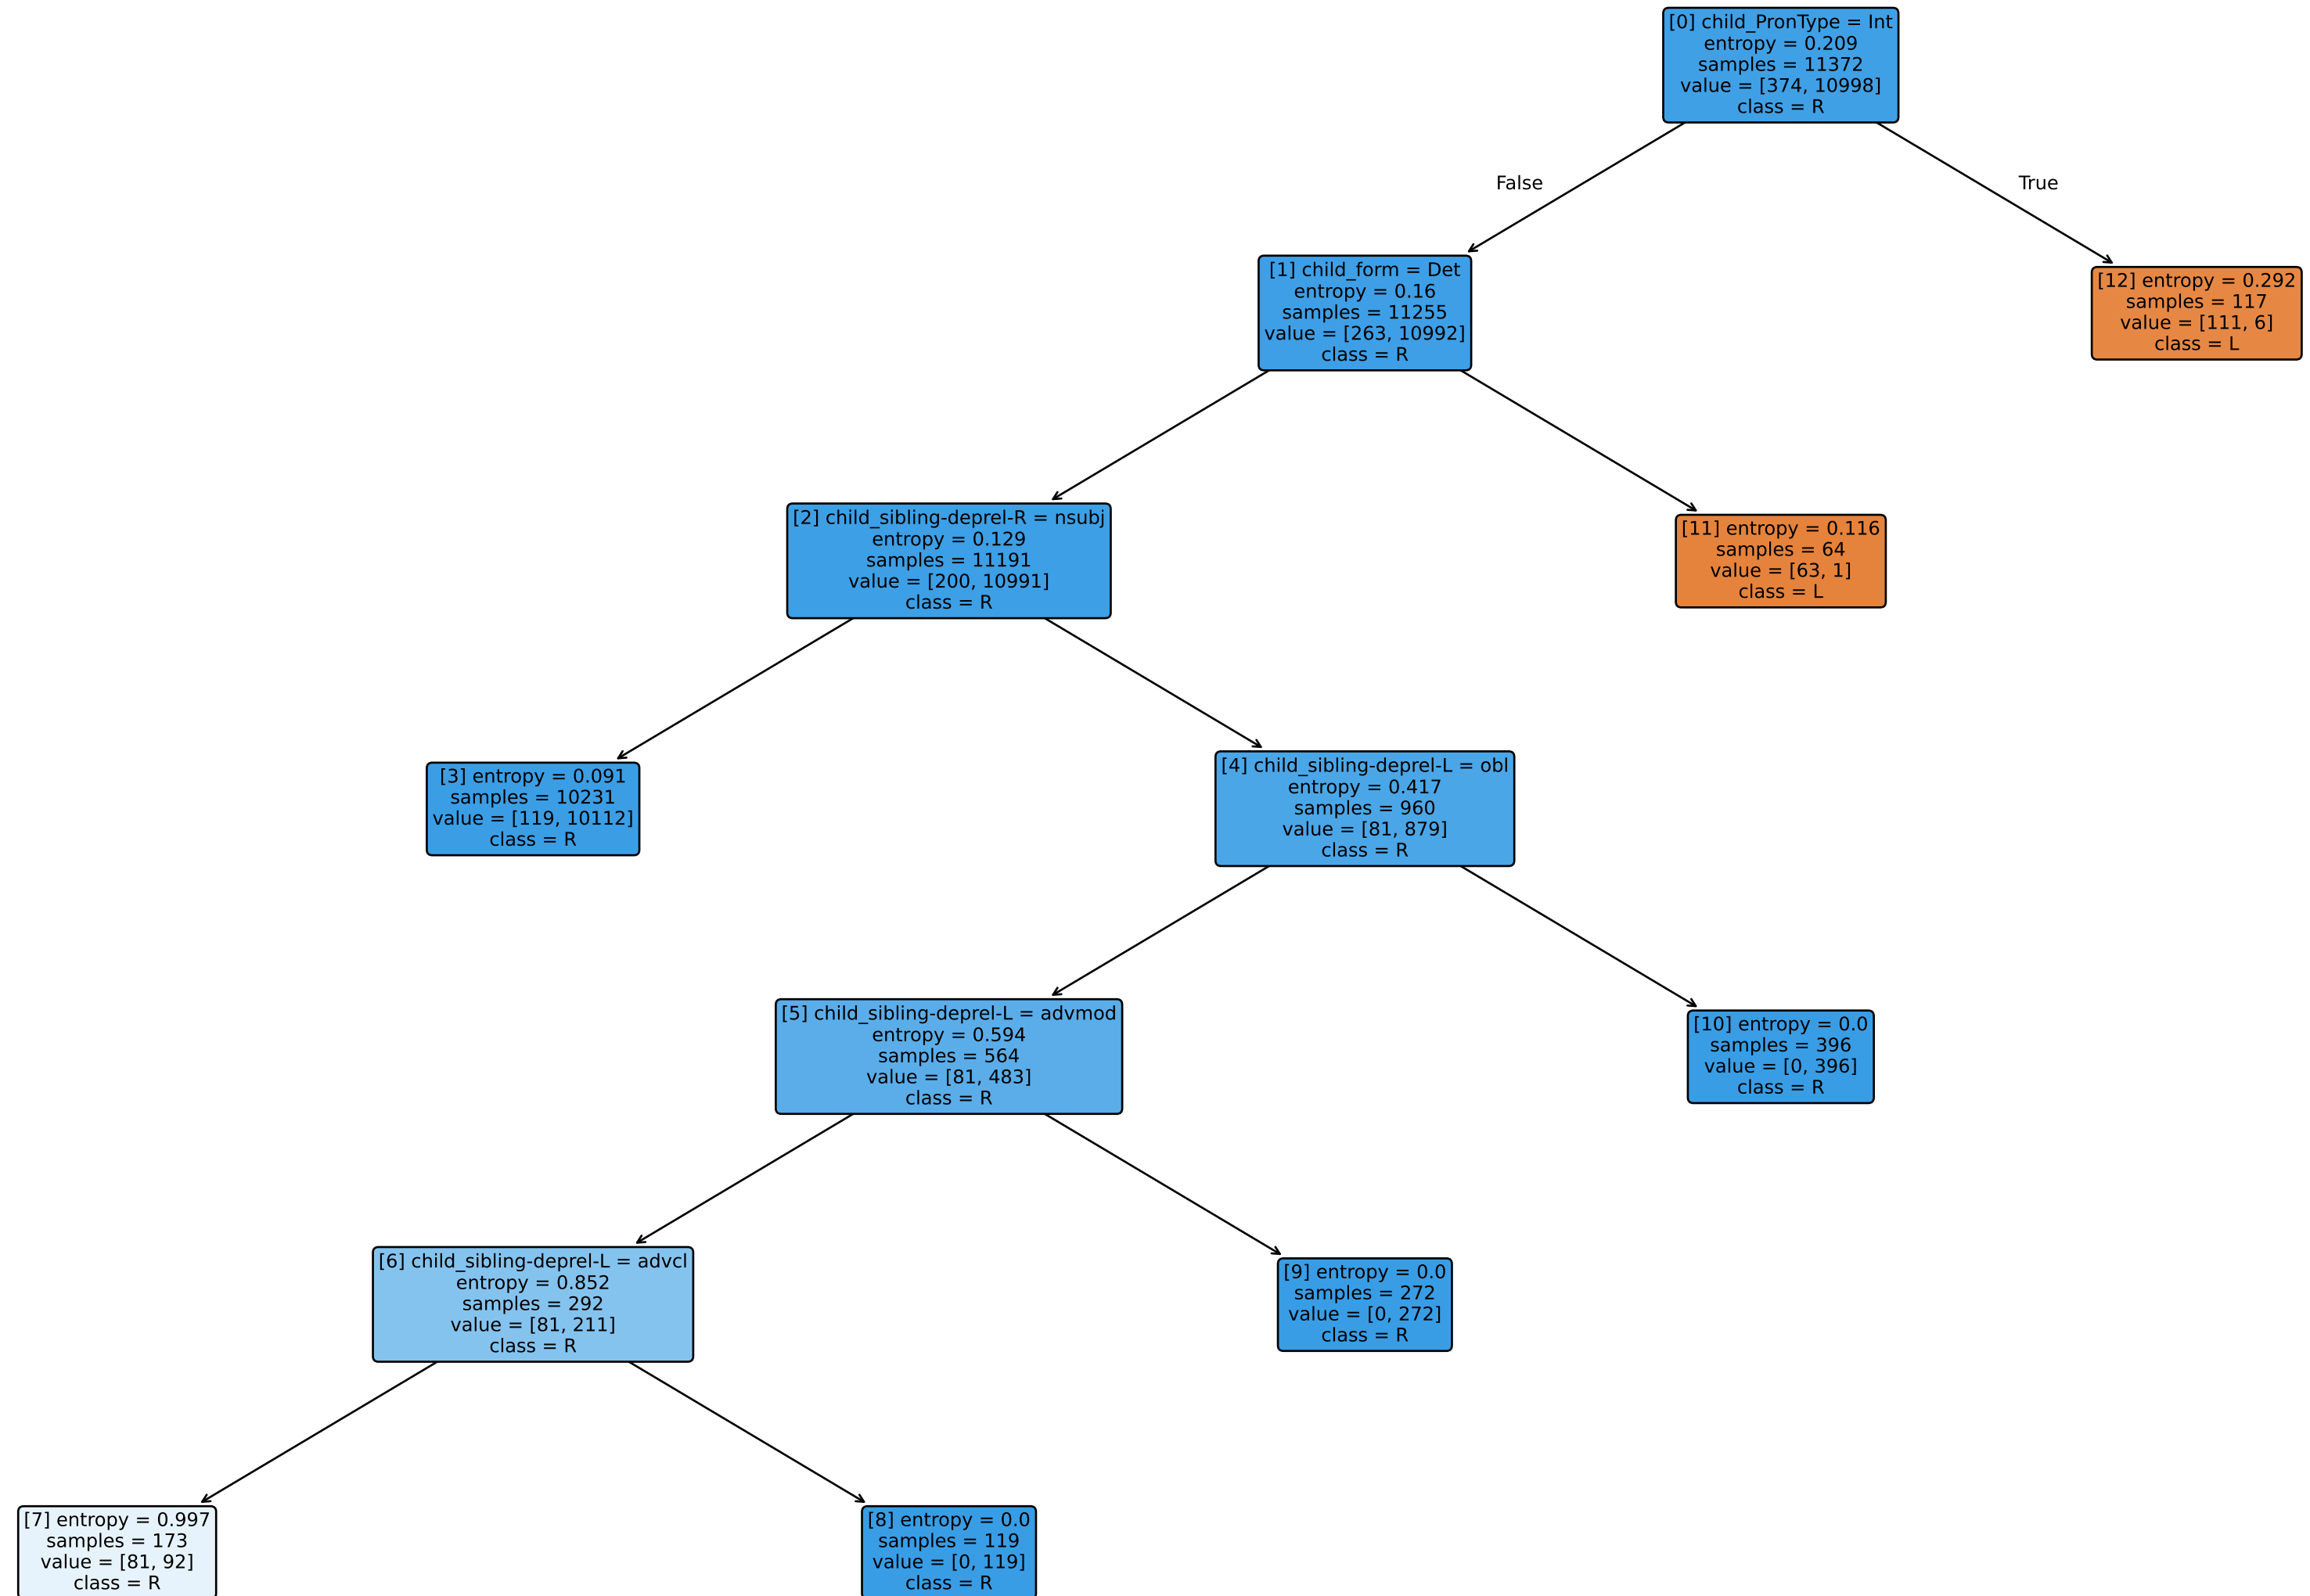 [0] child_PronType = Int
entropy = 0.209
samples = 11372
value = [374, 10998]
class = R
False
True
[1] child_form = Det
entropy = 0.16
samples = 11255
value = [263, 10992]
class = R
[12] entropy = 0.292
samples = 117
value = [111, 6]
class = L
[2] child_sibling-deprel-R = nsubj
entropy = 0.129
samples = 11191
value = [200, 10991]
class = R
[11] entropy = 0.116
samples = 64
value = [63, 1]
class = L
[3] entropy = 0.091
samples = 10231
value = [119, 10112]
class = R
[4] child_sibling-deprel-L = obl
entropy = 0.417
samples = 960
value = [81, 879]
class = R
[5] child_sibling-deprel-L = advmod
entropy = 0.594
samples = 564
value = [81, 483]
class = R
[10] entropy = 0.0
samples = 396
value = [0, 396]
class = R
[6] child_sibling-deprel-L = advcl
entropy = 0.852
samples = 292
value = [81, 211]
class = R
[9] entropy = 0.0
samples = 272
value = [0, 272]
class = R
[7] entropy = 0.997
samples = 173
value = [81, 92]
class = R
[8] entropy = 0.0
samples = 119
value = [0, 119]
class = R